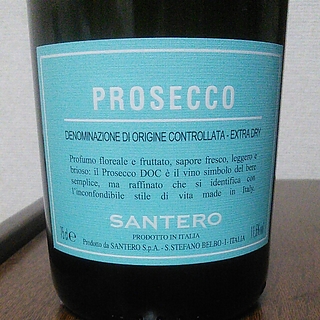 PROSECCO
DENOMINAZIONE DI ORIGINE CONTROLLATA - EXTRA DRY
Profumo floreale e fruttato, sapore fresco, leggero e
brioso: il Prosecco DOC è il vino simbolo del bere
semplice, ma raffinato che si identifica con
l'inconfondibile stile di vita made in Italy.
SANTERO
PRODOTTO IN ITALIA
75cl e Prodotto da SANTERO S.p.A. - S. STEFANO BELBO - I - ITALIA